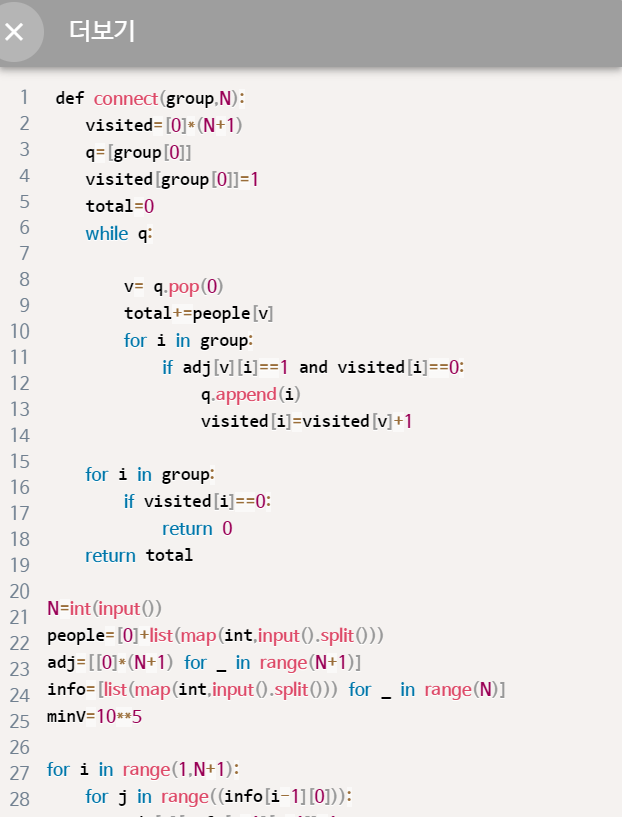 더보기
1 def connect(group,N):
2 visited=[0]*(N+1)
3 q=[group[0]]
4 visited[group[0]]=1
5 total=0
6 while q:
7
8 v= q.pop(0)
9 total+=people[v]
10 for i in group:
11 if adj[v][i]==1 and visited[i]==0:
12 q.append(i)
13 visited[i]=visited[v]+1
14
15 for i in group:
16 if visited[i]==0:
17 return 0
18 return total
19
20 N=int(input())
21 people=[0]+list(map(int,input().split()))
22 adj=[[0]*(N+1) for _ in range(N+1)]
23 info=[list(map(int,input().split())) for _ in range(N)]
24 minV=10**5
25
26 for i in range(1,N+1):
27 for j in range((info[i-1][0])):
28